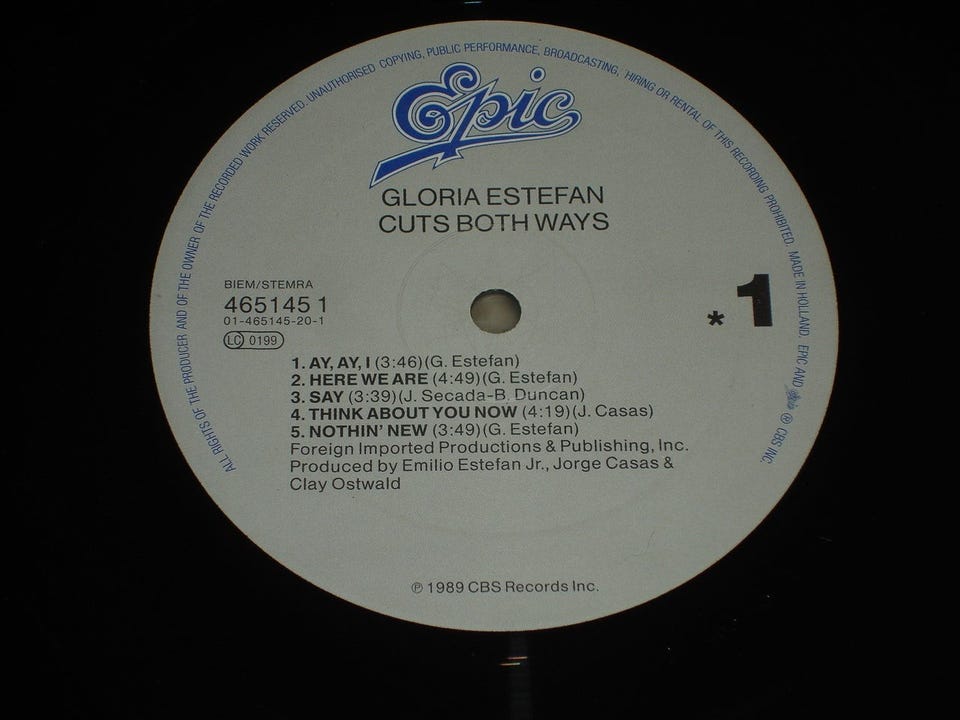 ALL RIGHTS OF THE PRODUCER AND OF THE OWNER OF THE RECORDED WORK RESERVED. UNAUTHORISED COPYING, PUBLIC PERFORMANCE, BROADCASTING, HIRING OR RENTAL OF THIS RECORDING PROHIBITED. MADE IN HOLLAND. EPIC AND Epic ® CBS INC.
Epic
GLORIA ESTEFAN
CUTS BOTH WAYS
BIEM/STEMRA
465145 1
01-465145-20-1
LC 0199
* 1
1. AY, AY, I (3:46)(G. Estefan)
2. HERE WE ARE (4:49)(G. Estefan)
3. SAY (3:39)(J. Secada-B. Duncan)
4. THINK ABOUT YOU NOW (4:19)(J. Casas)
5. NOTHIN' NEW (3:49)(G. Estefan)
Foreign Imported Productions & Publishing, Inc.
Produced by Emilio Estefan Jr., Jorge Casas &
Clay Ostwald
℗ 1989 CBS Records Inc.